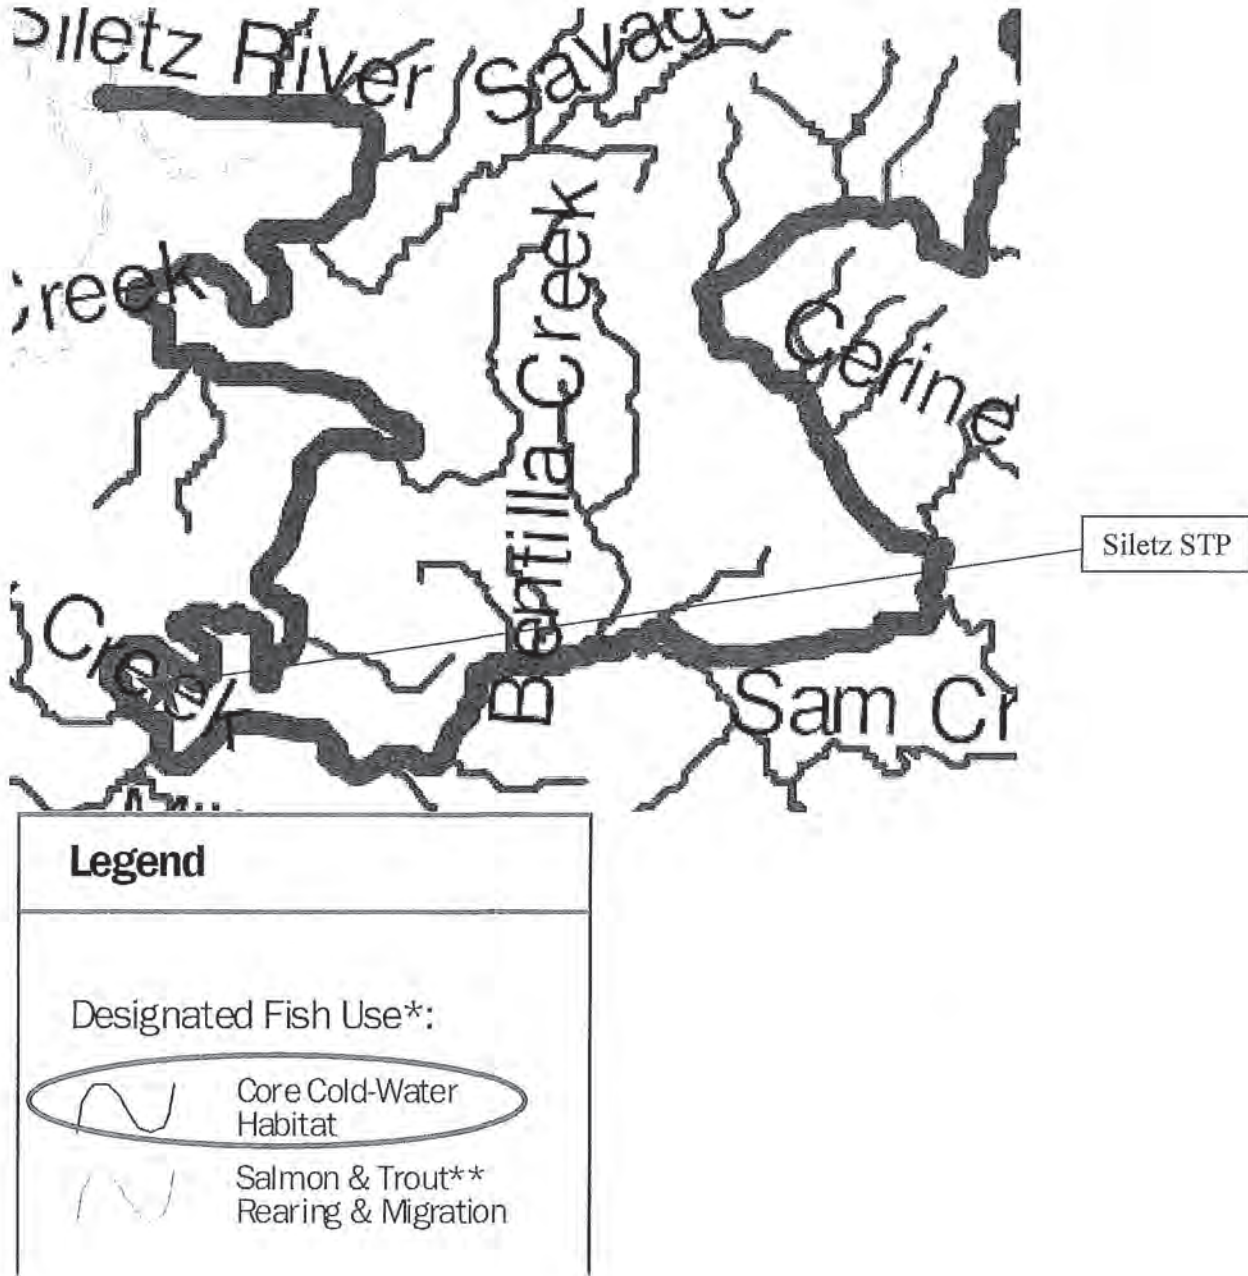 Siletz River
Savage
Creek
Bentilla Creek
Cerine
Siletz STP
Creek
Sam Cr
Legend
Designated Fish Use*:
Core Cold-Water
Habitat
Salmon & Trout**
Rearing & Migration